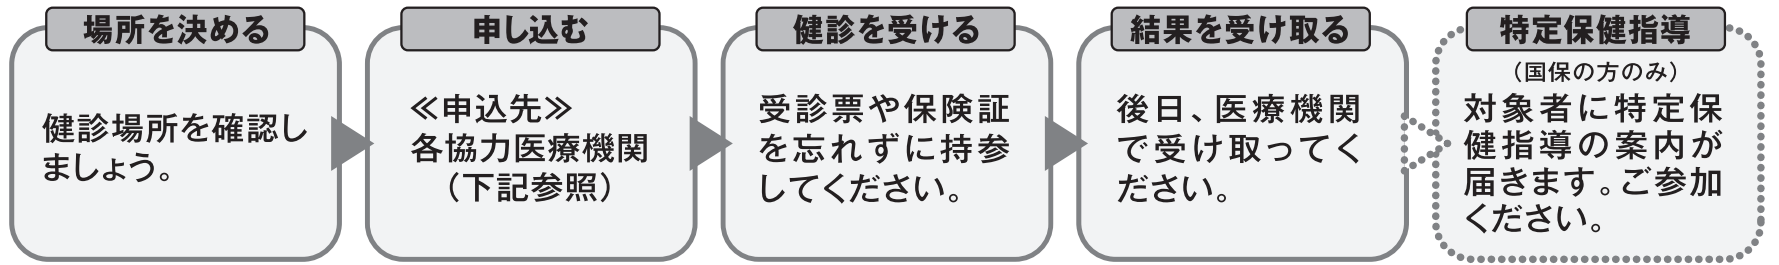 場所を決める
健診場所を確認し
ましょう。
申し込む
≪申込先≫
各協力医療機関
（下記参照）
健診を受ける
受診票や保険証
を忘れずに持参
してください。
結果を受け取る
後日、医療機関
で受け取ってく
ださい。
特定保健指導
（国保の方のみ）
対象者に特定保
健指導の案内が
届きます。ご参加
ください。